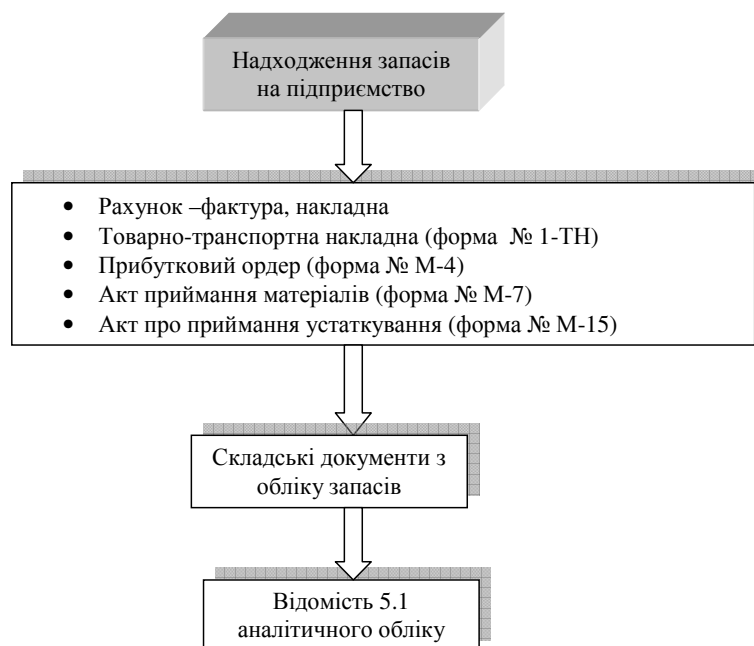 Надходження запасів
на підприємство
• Рахунок –фактура, накладна
• Товарно-транспортна накладна (форма № 1-ТН)
• Прибутковий ордер (форма № М-4)
• Акт приймання матеріалів (форма № М-7)
• Акт про приймання устаткування (форма № М-15)
Складські документи з
обліку запасів
Відомість 5.1
аналітичного обліку